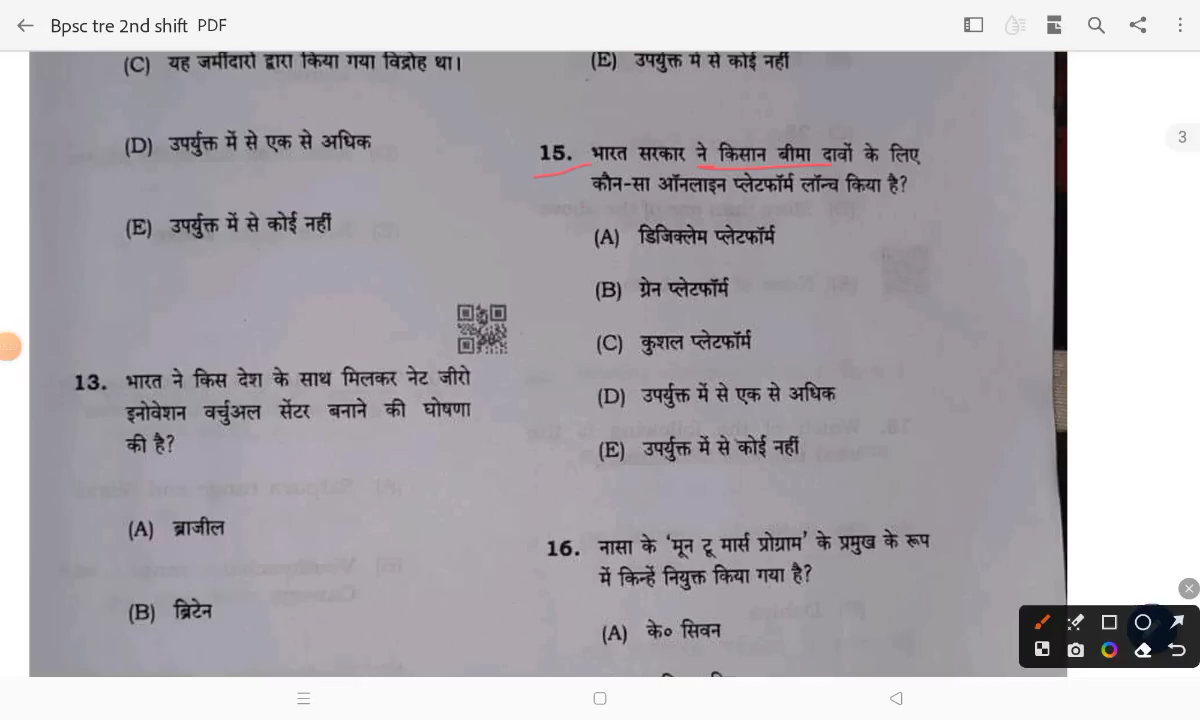 Bpsc tre 2nd shift PDF
3
(C) यह जमींदारों द्वारा किया गया विद्रोह था।
(D) उपर्युक्त में से एक से अधिक
(E) उपर्युक्त में से कोई नहीं
13. भारत ने किस देश के साथ मिलकर नेट जीरो
इनोवेशन वर्चुअल सेंटर बनाने की घोषणा
की है?
(A) ब्राजील
(B) ब्रिटेन
(E) उपर्युक्त में से कोई नहीं
15. भारत सरकार ने किसान बीमा दावों के लिए
कौन-सा ऑनलाइन प्लेटफॉर्म लॉन्च किया है?
(A) डिजिक्लेम प्लेटफॉर्म
(B) ग्रेन प्लेटफॉर्म
(C) कुशल प्लेटफॉर्म
(D) उपर्युक्त में से एक से अधिक
(E) उपर्युक्त में से कोई नहीं
16. नासा के ‘मून टू मार्स प्रोग्राम’ के प्रमुख के रूप
में किन्हें नियुक्त किया गया है?
(A) के० सिवन